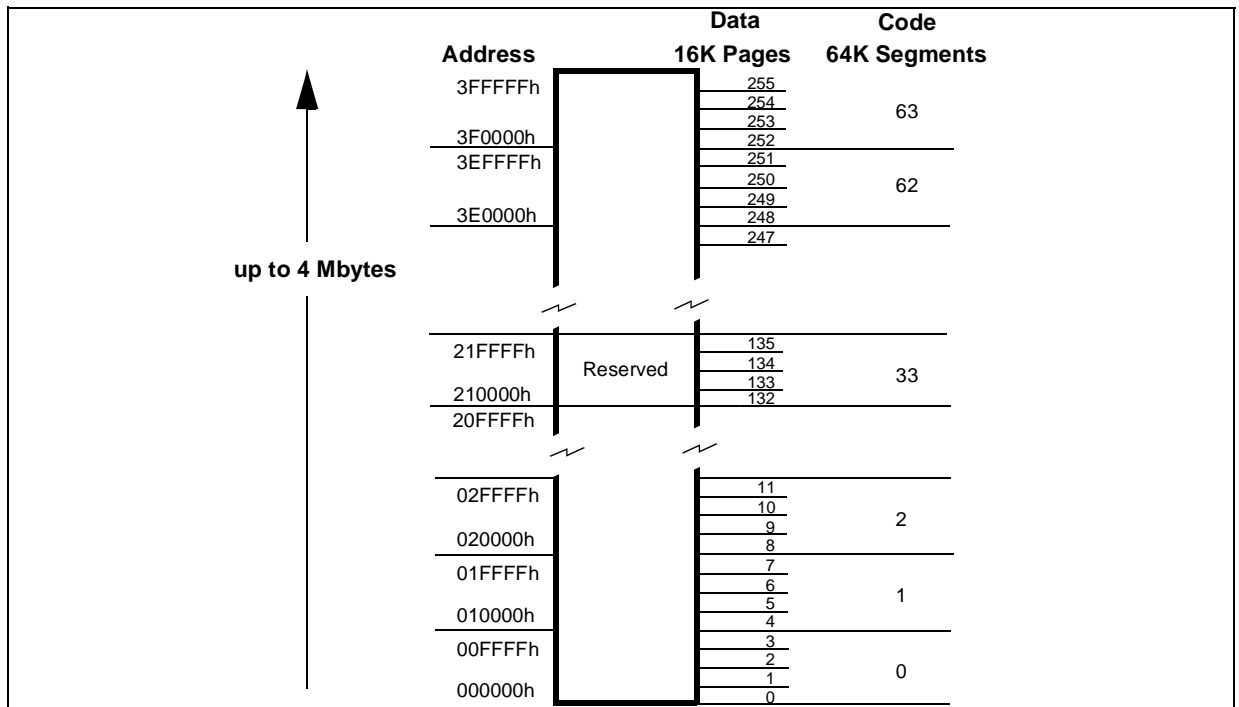 Data Code
Address 16K Pages 64K Segments
3FFFFFh 255
254
63
253
3F0000h 252
3EFFFFh 251
250
62
249
3E0000h 248
247
up to 4 Mbytes
21FFFFh 135
Reserved 134
33
133
210000h 132
20FFFFh
02FFFFh 11
10
2
9
020000h 8
01FFFFh 7
6
1
5
010000h 4
00FFFFh 3
2
0
1
000000h 0